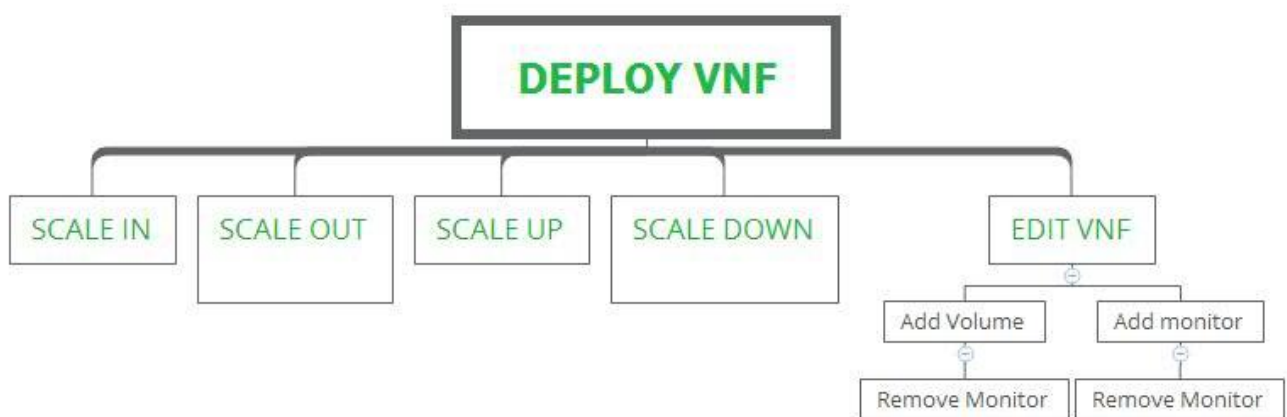 DEPLOY VNF
SCALE IN
SCALE OUT
SCALE UP
SCALE DOWN
EDIT VNF
Add Volume
Add monitor
Remove Monitor
Remove Monitor